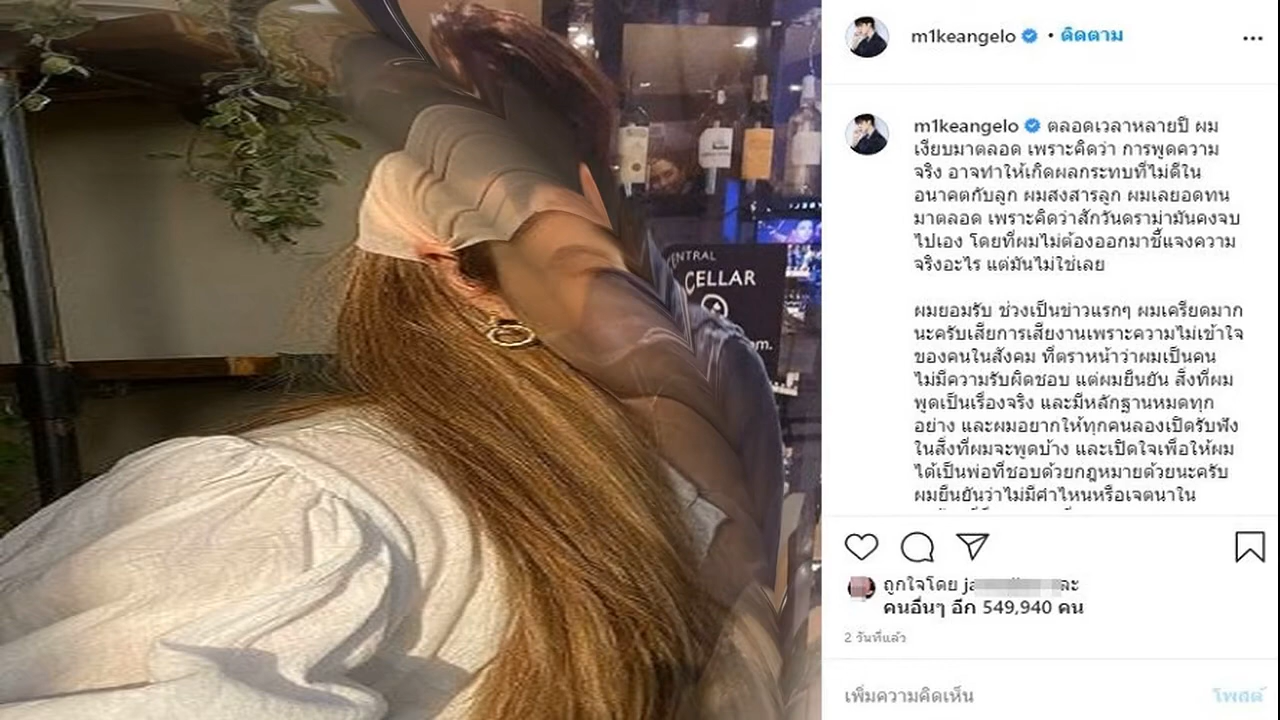 ENTRAL
CELLAR
om.
m1keangelo • ติดตาม
m1keangelo ตลอดเวลาหลายปี ผม
เงียบมาตลอด เพราะคิดว่า การพูดความ
จริง อาจทำให้เกิดผลกระทบที่ไม่ดีใน
อนาคตกับลูก ผมสงสารลูก ผมเลยอดทน
มาตลอด เพราะคิดว่าสักวันดราม่ามันคงจบ
ไปเอง โดยที่ผมไม่ต้องออกมาชี้แจงความ
จริงอะไร แต่มันไม่ใช่เลย
ผมยอมรับ ช่วงเป็นข่าวแรกๆ ผมเครียดมาก
นะครับเสียการเสียงานเพราะความไม่เข้าใจ
ของคนในสังคม ที่ตราหน้าว่าผมเป็นคน
ไม่มีความรับผิดชอบ แต่ผมยืนยัน สิ่งที่ผม
พูดเป็นเรื่องจริง และมีหลักฐานหมดทุก
อย่าง และผมอยากให้ทุกคนลองเปิดรับฟัง
ในสิ่งที่ผมจะพูดบ้าง และเปิดใจเพื่อให้ผม
ได้เป็นพ่อที่ชอบด้วยกฎหมายด้วยนะครับ
ผมยืนยันว่าไม่มีคำไหนหรือเจตนาใน
ถูกใจโดย ja ละ
คนอื่นๆ อีก 549,940 คน
2 วันที่แล้ว
เพิ่มความคิดเห็น
โพสต์